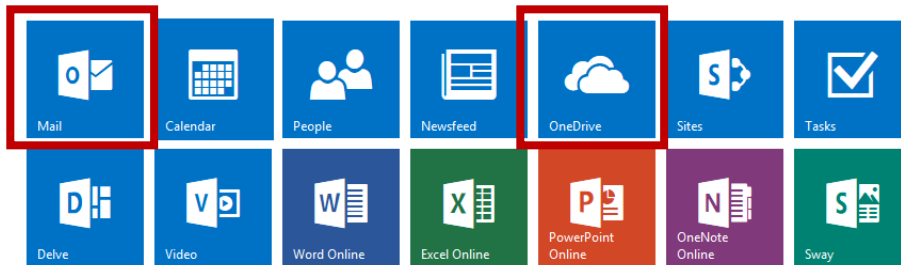 O
S
Mail
Calendar
People
Newsfeed
OneDrive
Sites
Tasks
D
V
W
X
P
N
S
Delve
Video
Word Online
Excel Online
PowerPoint
Online
OneNote
Online
Sway